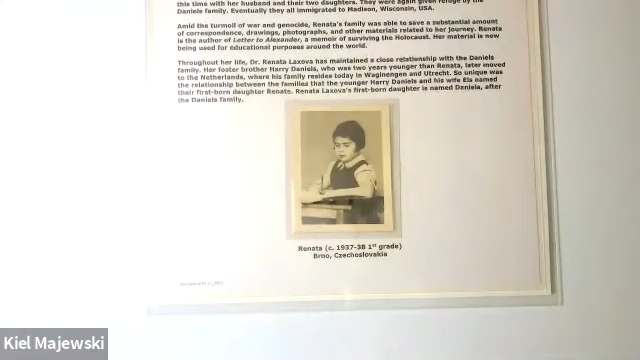 this time with her husband and their two daughters. They were again given refuge by the
Daniels family. Eventually they all immigrated to Madison, Wisconsin, USA.
Amid the turmoil of war and genocide, Renata's family was able to save a substantial amount
of correspondence, drawings, photographs, and other materials related to her journey. Renata
is the author of Letter to Alexander, a memoir of surviving the Holocaust. Her material is now
being used for educational purposes around the world.
Throughout her life, Dr. Renata Laxova has maintained a close relationship with the Daniels
family. Her foster brother Harry Daniels, who was two years younger than Renata, later moved
to the Netherlands, where his family resides today in Waginengen and Utrecht. So unique was
the relationship between the families that the younger Harry Daniels and his wife Els named
their first-born daughter Renate. Renata Laxova's first-born daughter is named Daniela, after
the Daniels family.
Renata (c. 1937-38 1st grade)
Brno, Czechoslovakia
Kiel Majewski